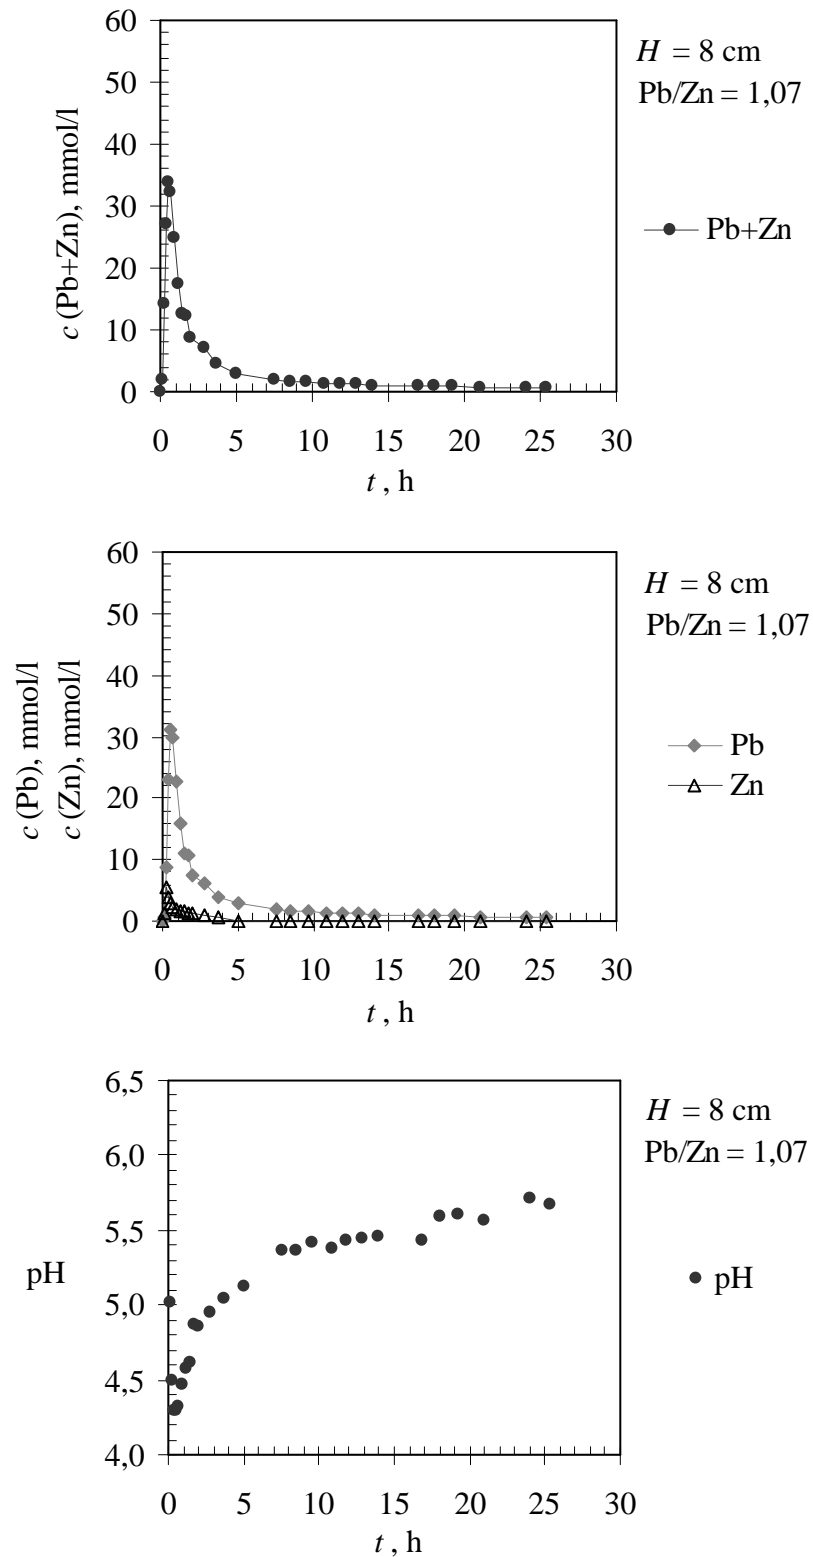 60
50
40
30
20
10
0
c (Pb+Zn), mmol/l
0 5 10 15 20 25 30
t , h
H = 8 cm
Pb/Zn = 1,07
Pb+Zn
60
50
40
30
20
10
0
c (Pb), mmol/l
c (Zn), mmol/l
0 5 10 15 20 25 30
t , h
H = 8 cm
Pb/Zn = 1,07
Pb
Zn
6,5
6,0
5,5
5,0
4,5
4,0
pH
0 5 10 15 20 25 30
t , h
H = 8 cm
Pb/Zn = 1,07
pH